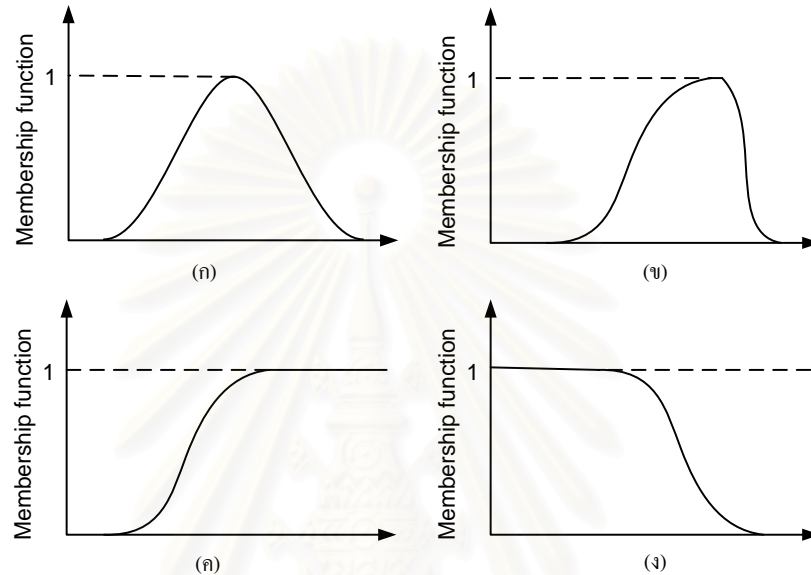 Membership function
1
(ก)
Membership function
1
(ข)
Membership function
1
(ค)
Membership function
1
(ง)